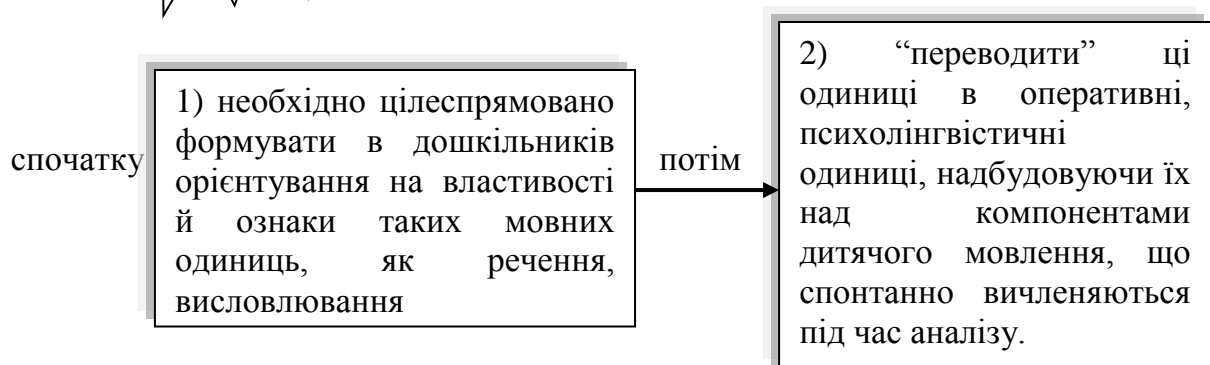 спочатку
1) необхідно цілеспрямовано
формувати в дошкільників
орієнтування на властивості
й ознаки таких мовних
одиниць, як речення,
висловлювання
потім
2) “переводити” ці
одиниці в оперативні,
психолінгвістичні
одиниці, надбудовуючи їх
над компонентами
дитячого мовлення, що
спонтанно вичленяються
під час аналізу.